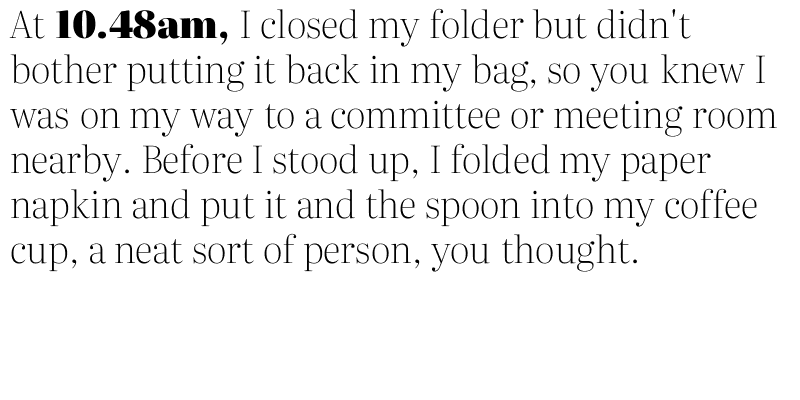 At 10.48am, I closed my folder but didn't
bother putting it back in my bag, so you knew I
was on my way to a committee or meeting room
nearby. Before I stood up, I folded my paper
napkin and put it and the spoon into my coffee
cup, a neat sort of person, you thought.